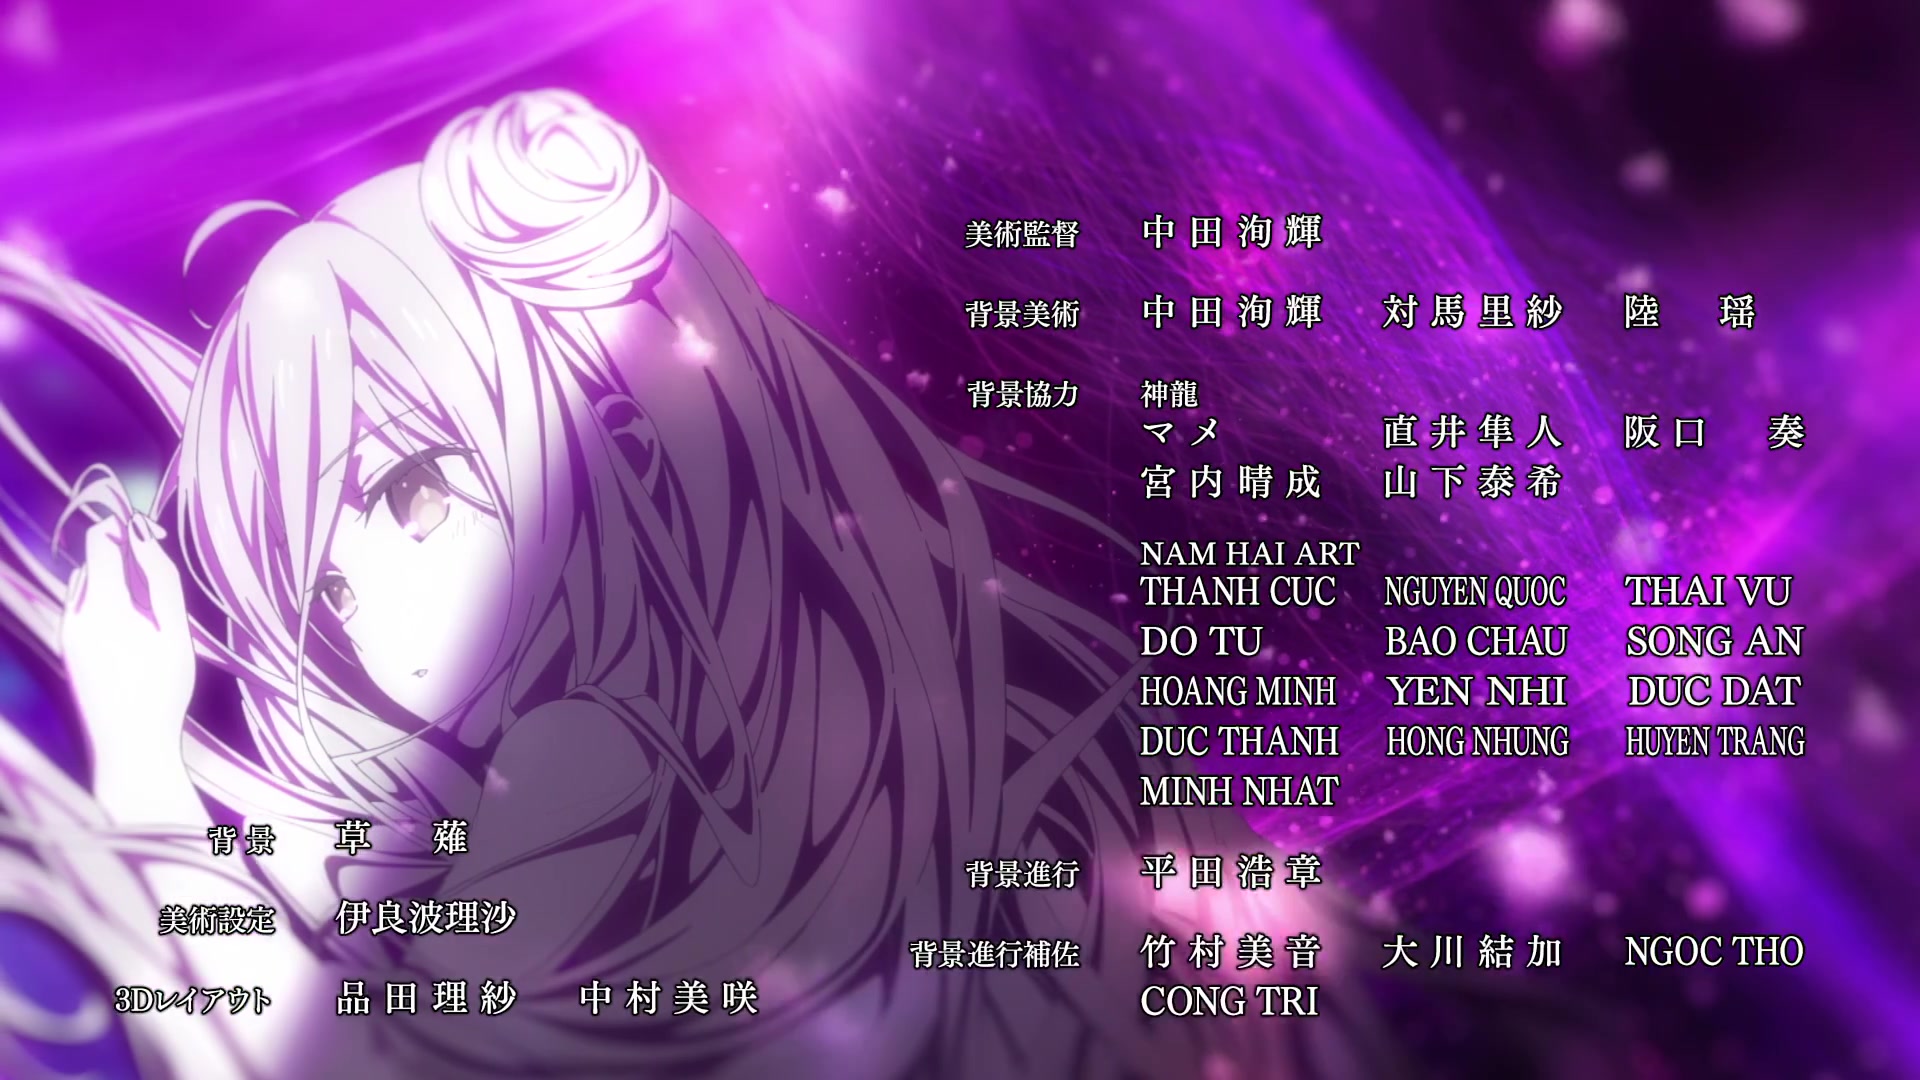 美術監督 中田洵輝
背景美術 中田洵輝 対馬里紗 陸 瑶
背景協力 神龍
マメ 直井隼人 阪口 奏
宮内晴成 山下泰希
NAM HAI ART
THANH CUC NGUYEN QUOC THAI VU
DO TU BAO CHAU SONG AN
HOANG MINH YEN NHI DUC DAT
DUC THANH HONG NHUNG HUYEN TRANG
MINH NHAT
背景進行 平田浩章
背景進行補佐 竹村美音 大川結加 NGOC THO
CONG TRI
背景 草薙
美術設定 伊良波理沙
3Dレイアウト 品田理紗 中村美咲